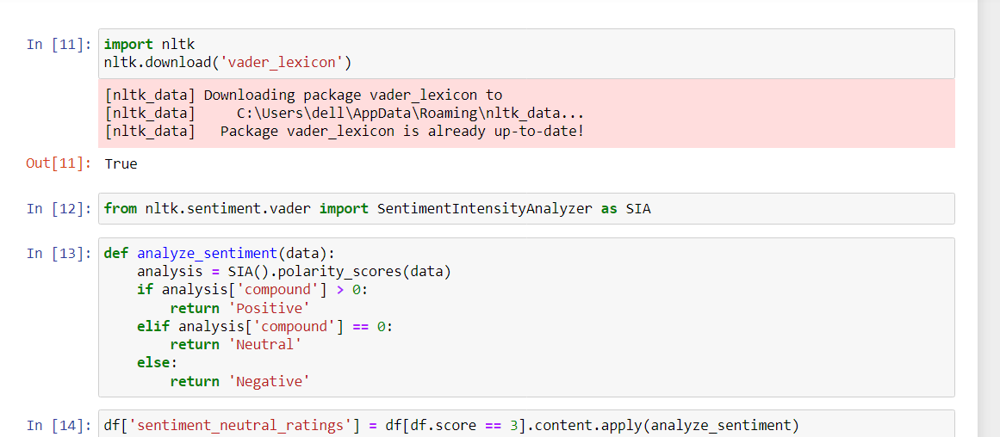 In [11]: import nltk
nltk.download('vader_lexicon')
[nltk_data] Downloading package vader_lexicon to
[nltk_data]     C:\Users\dell\AppData\Roaming\nltk_data...
[nltk_data]   Package vader_lexicon is already up-to-date!
Out[11]: True
In [12]: from nltk.sentiment.vader import SentimentIntensityAnalyzer as SIA
In [13]: def analyze_sentiment(data):
    analysis = SIA().polarity_scores(data)
    if analysis['compound'] > 0:
        return 'Positive'
    elif analysis['compound'] == 0:
        return 'Neutral'
    else:
        return 'Negative'
In [14]: df['sentiment_neutral_ratings'] = df[df.score == 3].content.apply(analyze_sentiment)